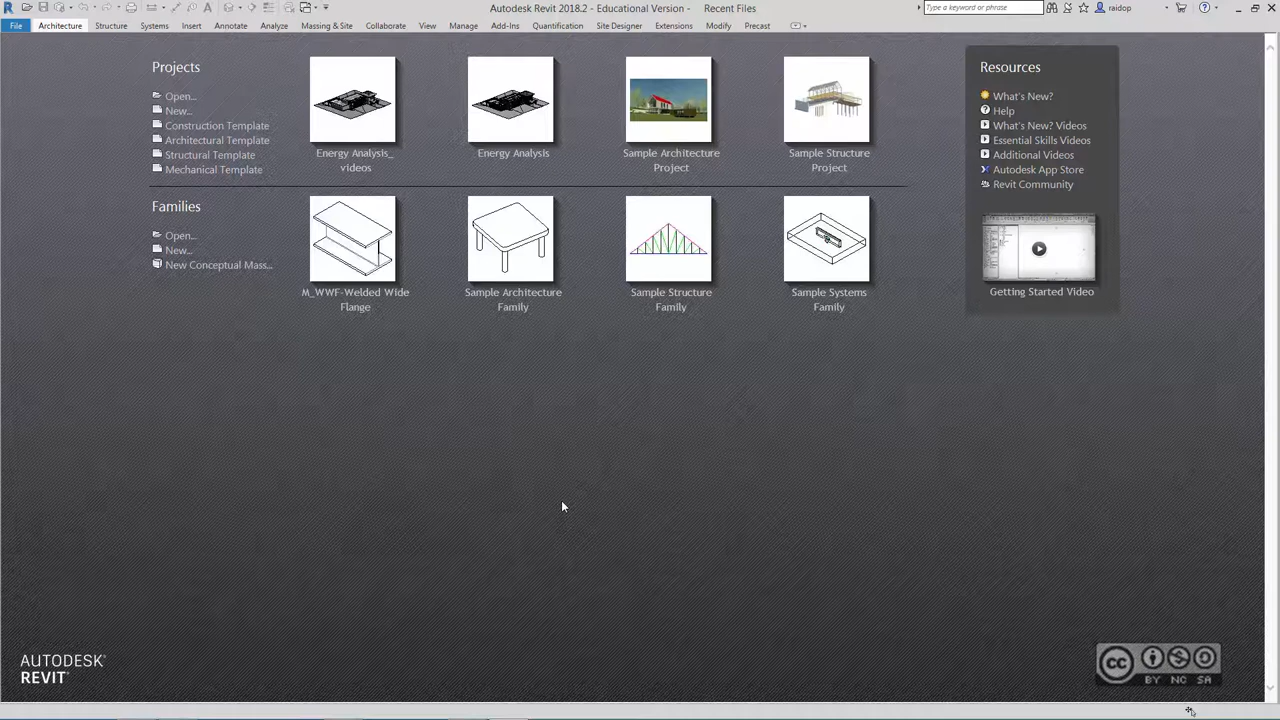 Autodesk Revit 2018.2 - Educational Version - Recent Files
Type a keyword or phrase
raidop
File Architecture Structure Systems Insert Annotate Analyze Massing & Site Collaborate View Manage Add-Ins Quantification Site Designer Extensions Modify Precast
Projects
Open...
New...
Construction Template
Architectural Template
Structural Template
Mechanical Template
Energy Analysis_
videos
Energy Analysis
Sample Architecture
Project
Sample Structure
Project
Families
Open...
New...
New Conceptual Mass...
M_WWF-Welded Wide
Flange
Sample Architecture
Family
Sample Structure
Family
Sample Systems
Family
Resources
What's New?
Help
What's New? Videos
Essential Skills Videos
Additional Videos
Autodesk App Store
Revit Community
Getting Started Video
AUTODESK®
REVIT®
cc
BY NC SA